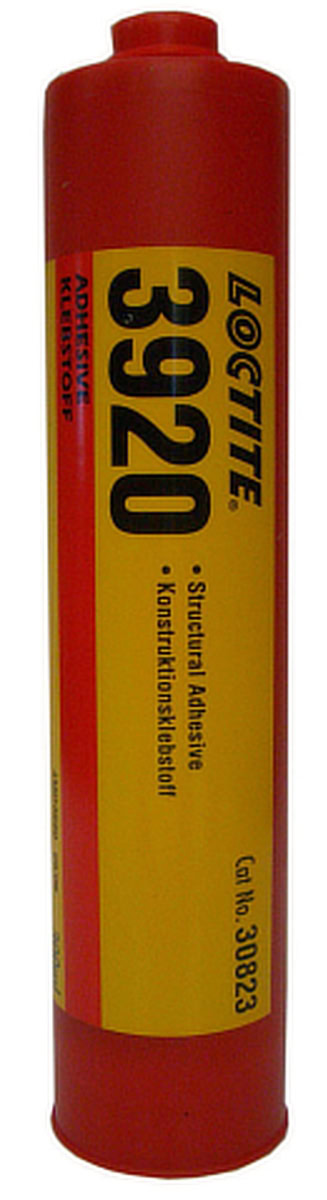 LOCTITE®
3920
• Structural Adhesive
• Konstruktionsklebstoff
Cat No. 30823
ADHESIVE
KLEBSTOFF